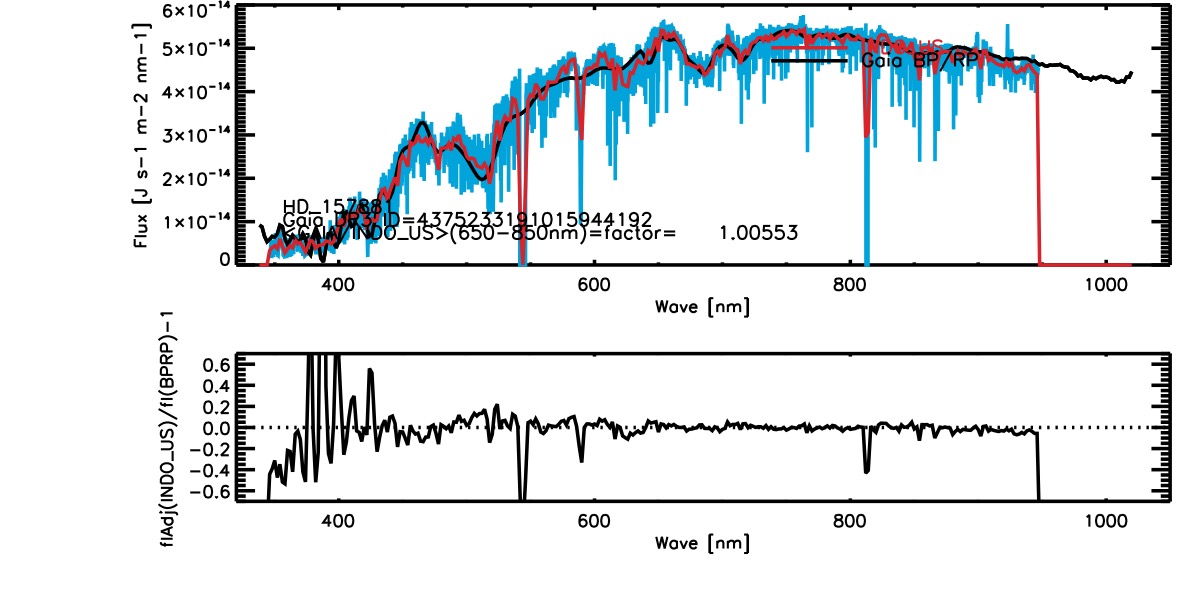 6×10−14
5×10−14
4×10−14
3×10−14
2×10−14
1×10−14
0
Flux [J s−1 m−2 nm−1]
Gaia BP/RP
HD_15788
Gaia DR3 ID=4375233191015944192
<GAIA/INDO_US>(650−850nm)=factor= 1.00553
400 600 800 1000
Wave [nm]
flAdj(INDO_US)/fl(BPRP)−1
0.6
0.4
0.2
0.0
−0.2
−0.4
−0.6
400 600 800 1000
Wave [nm]